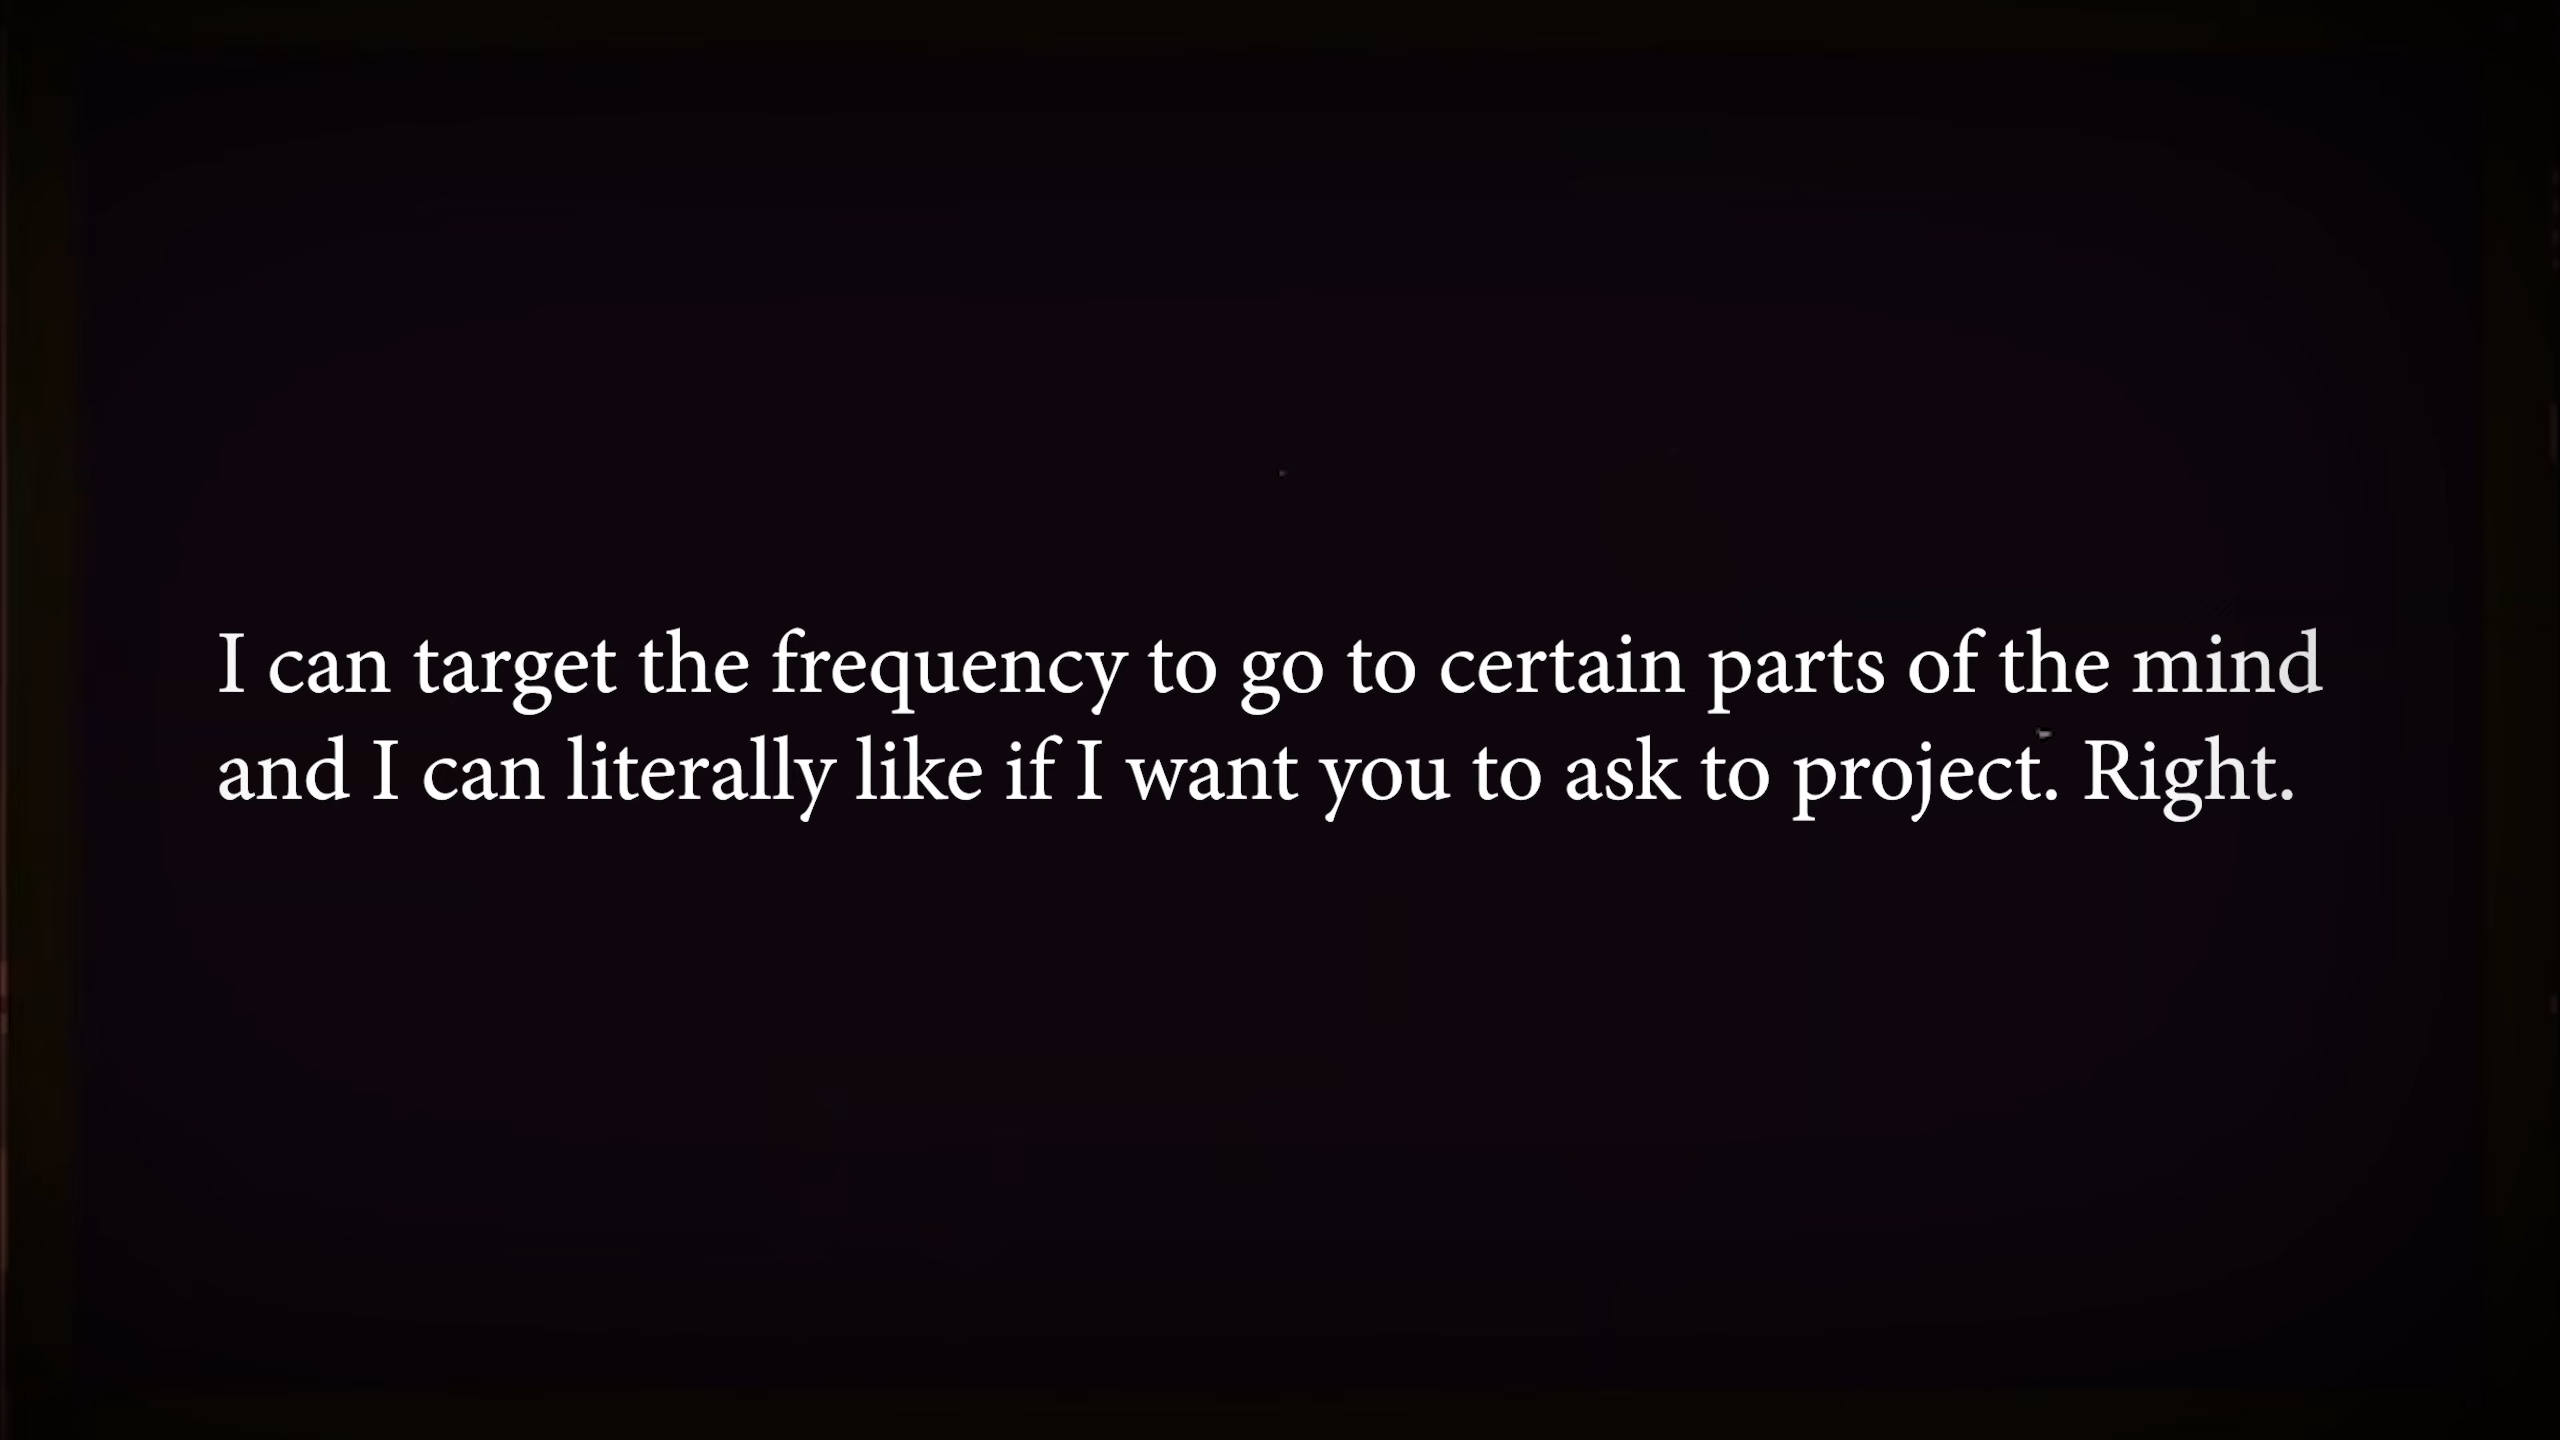 I can target the frequency to go to certain parts of the mind
and I can literally like if I want you to ask to project. Right.